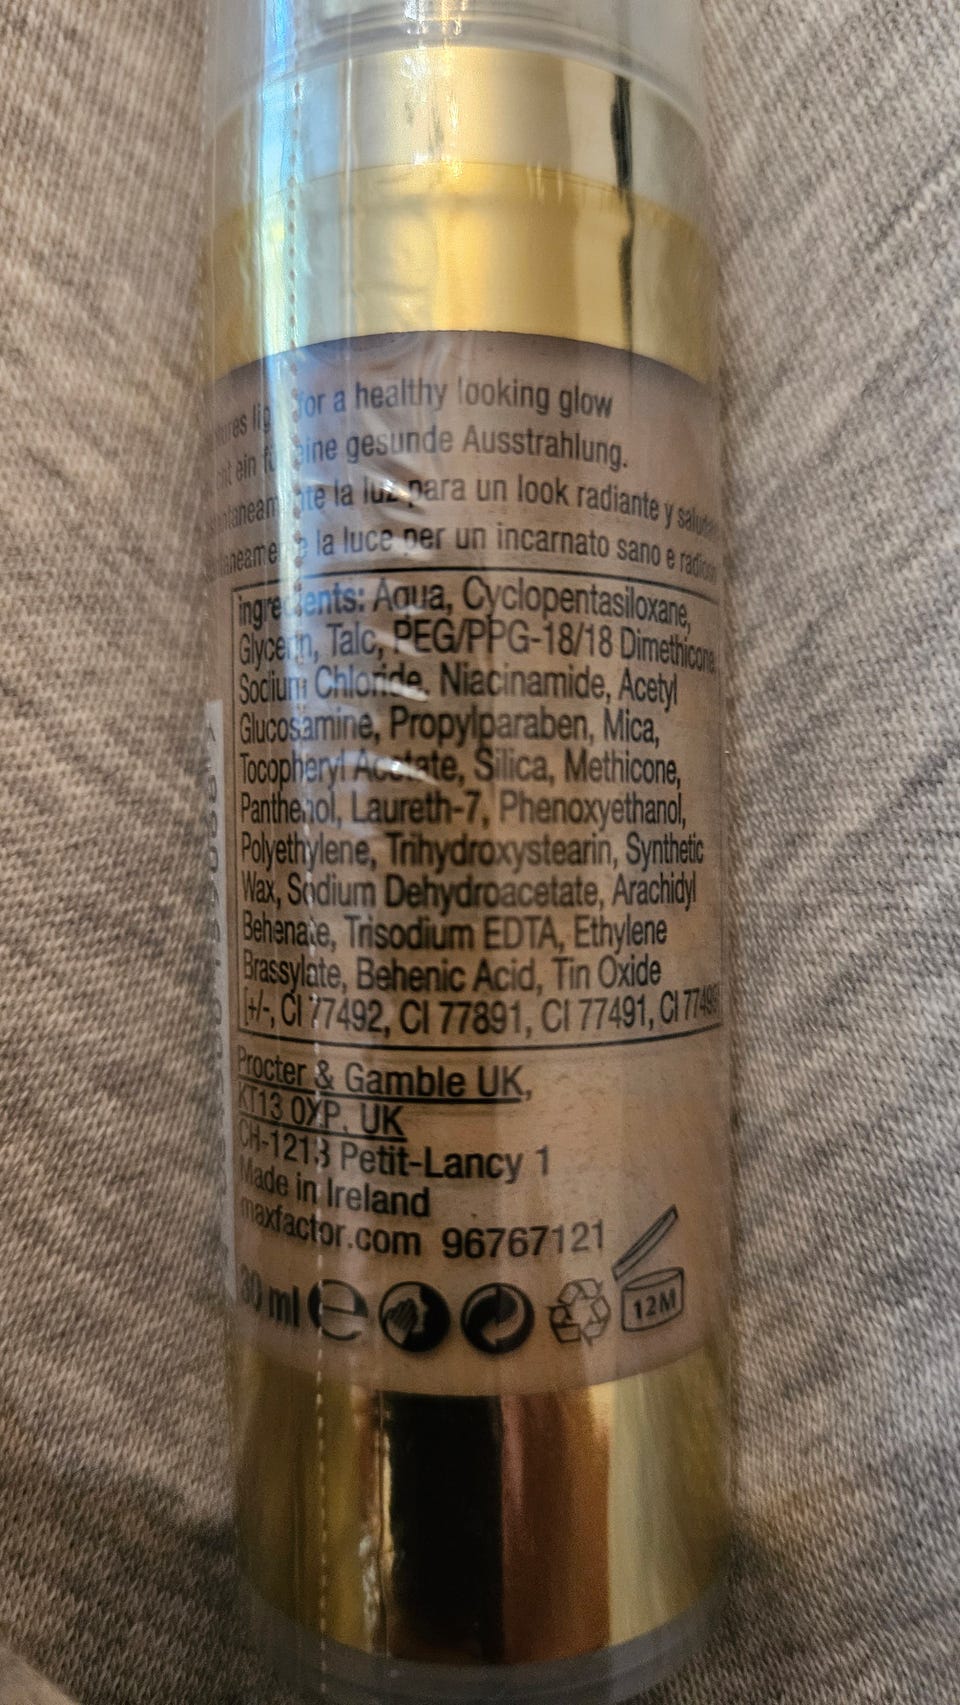 for a healthy looking glow
ein eine gesunde Ausstrahlung.
la luz para un look radiante y
la luce per un incarnato sano e
ingredients: Aqua, Cyclopentasiloxane,
Glycerin, Talc, PEG/PPG-18/18 Dimethicone,
Sodium Chloride, Niacinamide, Acetyl
Glucosamine, Propylparaben, Mica,
Tocopheryl Acetate, Silica, Methicone,
Panthenol, Laureth-7, Phenoxyethanol,
Polyethylene, Trihydroxystearin, Synthetic
Wax, Sodium Dehydroacetate, Arachidyl
Behenate, Trisodium EDTA, Ethylene
Brassylate, Behenic Acid, Tin Oxide
[+/-, CI 77492, CI 77891, CI 77491, CI
Procter & Gamble UK,
KT13 0XP, UK
CH-1213 Petit-Lancy 1
Made in Ireland
maxfactor.com 96767121
30 ml e 12M